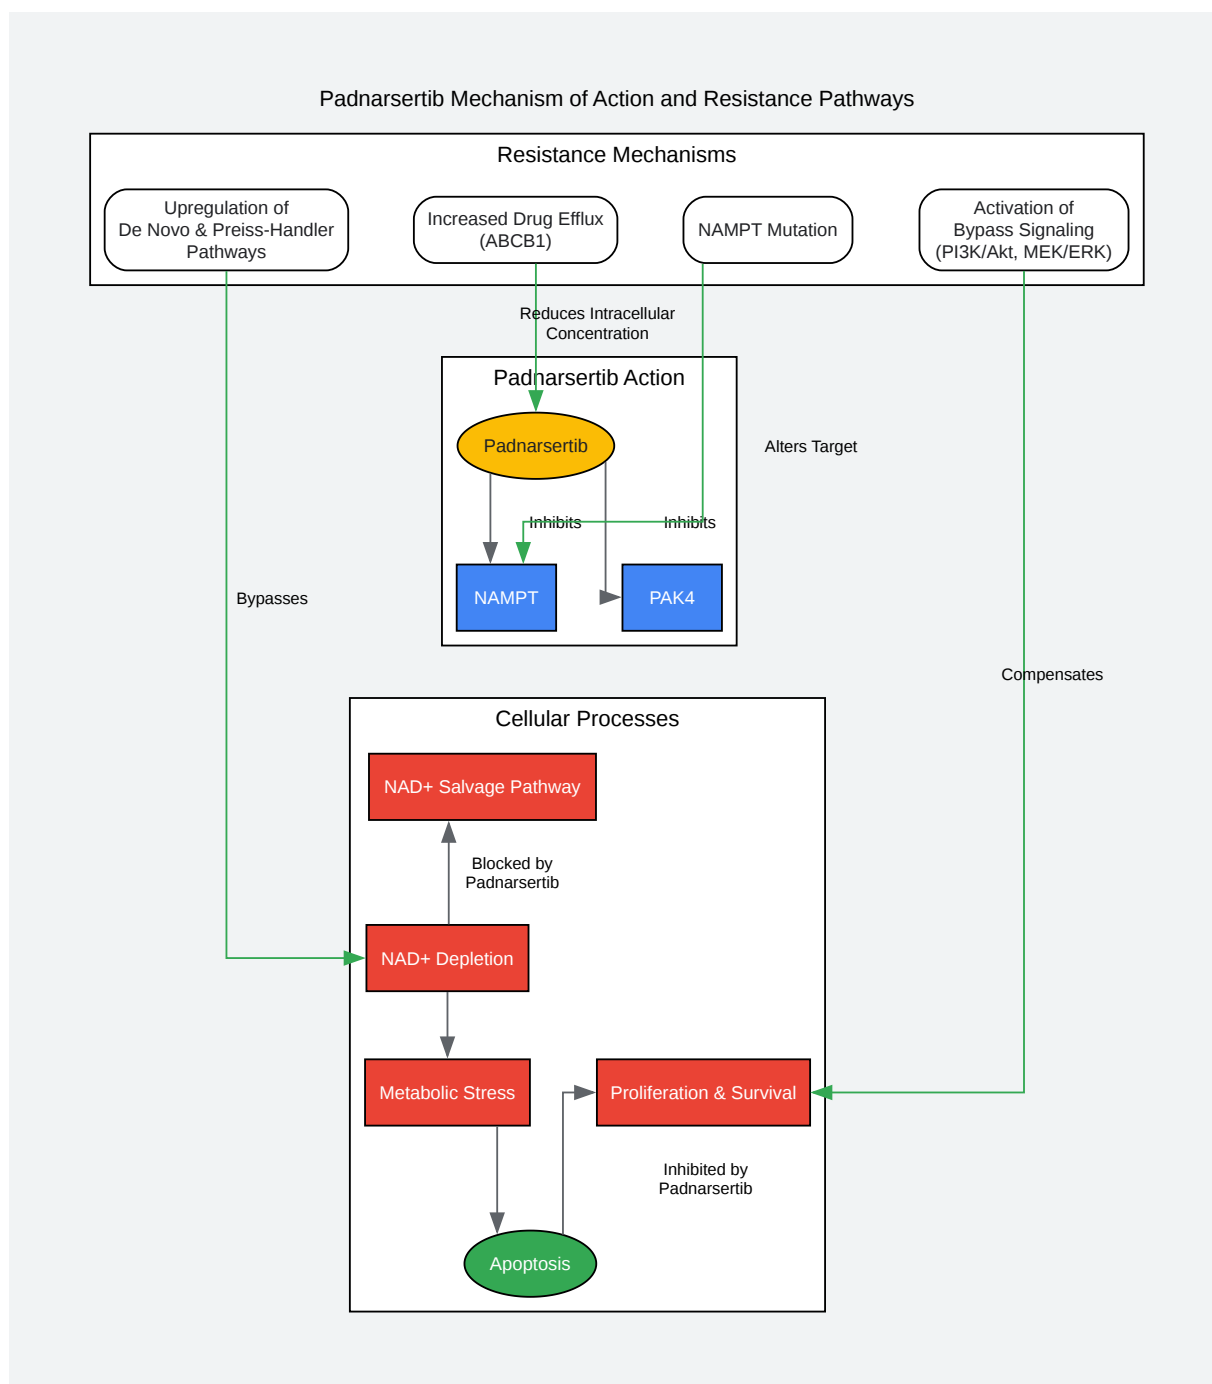 Padnarsertib Mechanism of Action and Resistance Pathways
Resistance Mechanisms
Upregulation of
De Novo & Preiss-Handler
Pathways
Increased Drug Efflux
(ABCB1)
NAMPT Mutation
Activation of
Bypass Signaling
(PI3K/Akt, MEK/ERK)
Reduces Intracellular
Concentration
Padnarsertib Action
Padnarsertib
Alters Target
Inhibits
Inhibits
NAMPT
PAK4
Bypasses
Compensates
Cellular Processes
NAD+ Salvage Pathway
Blocked by
Padnarsertib
NAD+ Depletion
Metabolic Stress
Proliferation & Survival
Inhibited by
Padnarsertib
Apoptosis